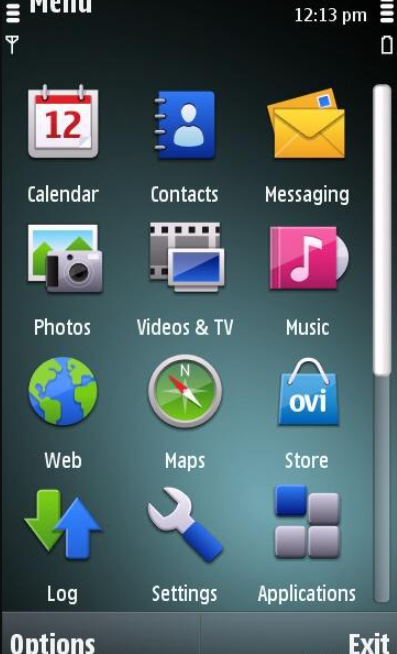 Menu
12:13 pm
12
Calendar Contacts Messaging
Photos Videos & TV Music
N
ovi
Web Maps Store
Log Settings Applications
Options Exit